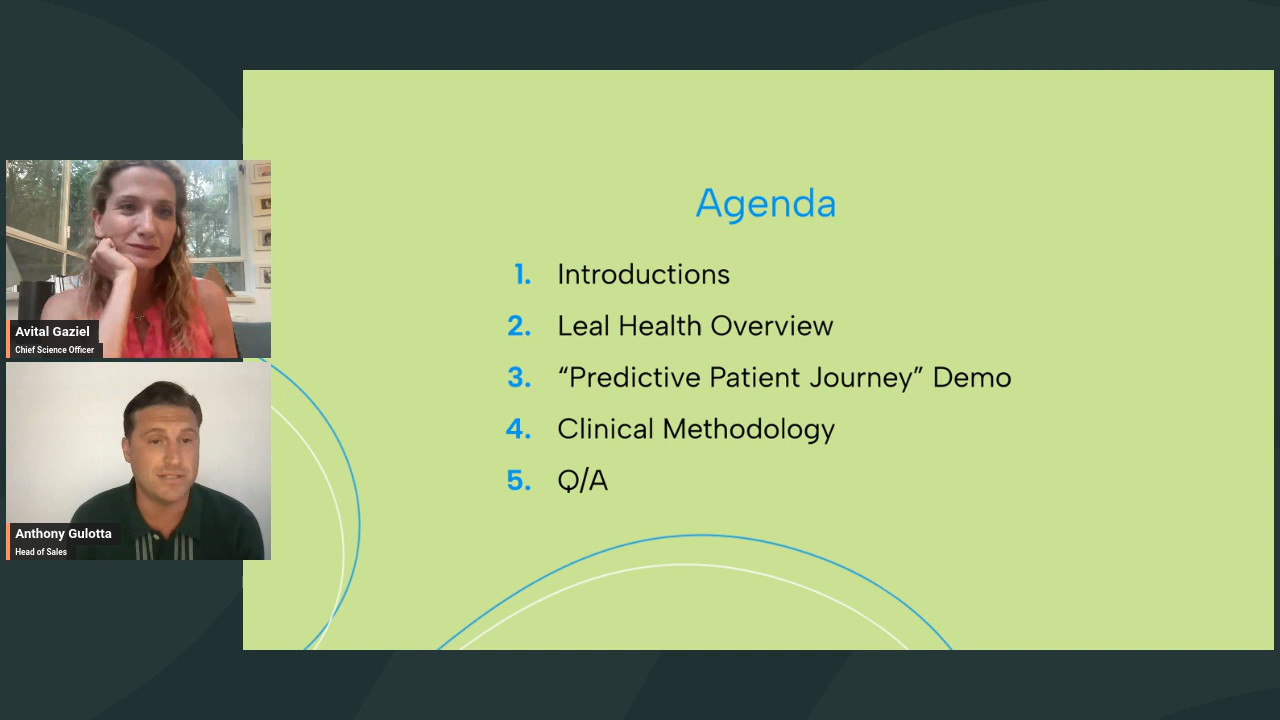 Agenda
1. Introductions
2. Leal Health Overview
3. “Predictive Patient Journey” Demo
4. Clinical Methodology
5. Q/A
Avital Gaziel
Chief Science Officer
Anthony Gulotta
Head of Sales